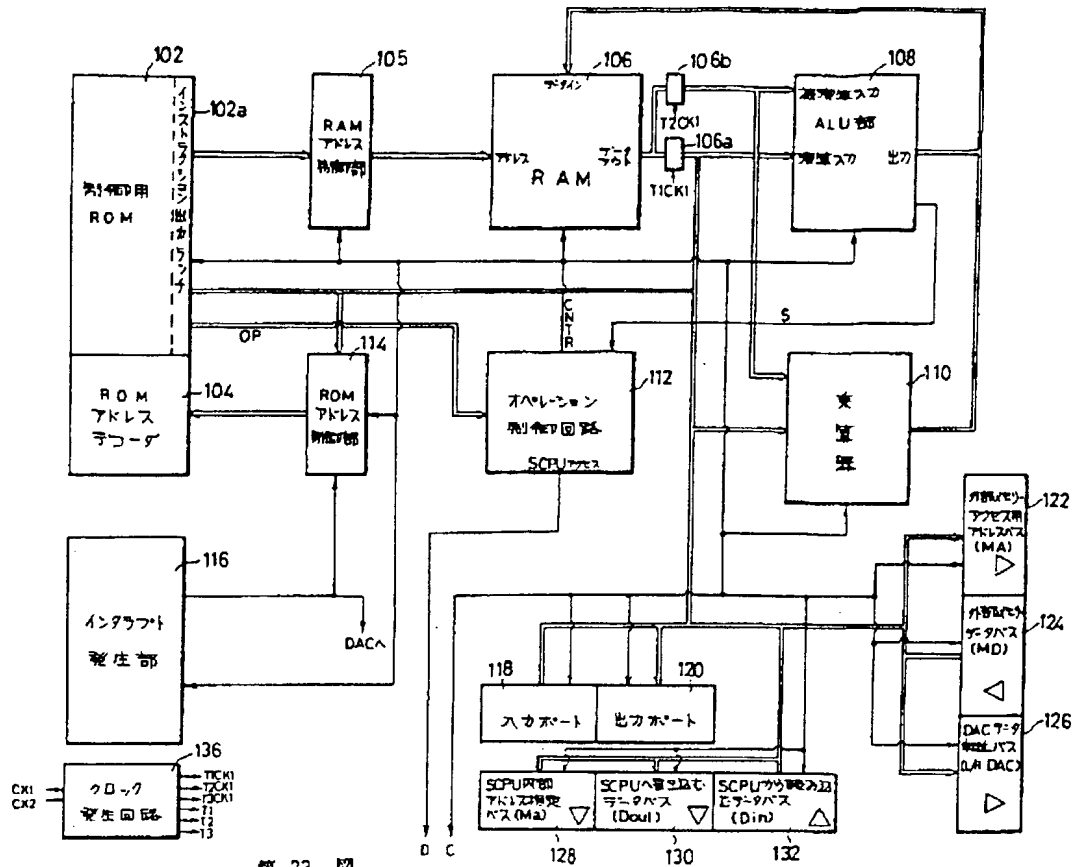 102
制御用
ROM
インストラクション出力ラッチ
102a
105
RAM
アドレス
制御部
106
データイン
アドレス
データ
アウト
RAM
106b
T2CK1
106a
T1CK1
108
被演算入力
ALU部
演算入力
出力
OP
CNTR
S
104
ROM
アドレス
デコーダ
114
ROM
アドレス
制御部
112
オペレーション
制御回路
SCPUアクセス
110
乗
算
器
116
インタラプト
発生部
DACへ
122
外部メモリー
アクセス用
アドレスバス
(MA)
外部メモリー
データバス
(MD)
124
DACデータ
バス
(L/R DAC)
126
118
入力ポート
120
出力ポート
136
CX1
CX2
クロック
発生回路
T1CK1
T2CK1
T3CK1
T1
T2
T3
SCPU内部
アドレス指定
バス(Ma)
SCPUへ書き込む
データバス
(Dout)
SCPUから
データバス
(Din)
D
C
128
130
132
第 23 図